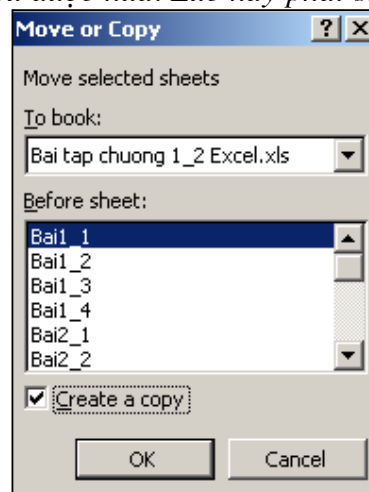 Move or Copy
Move selected sheets
To book:
Bai tap chuong 1_2 Excel.xls
Before sheet:
Bai1_1
Bai1_2
Bai1_3
Bai1_4
Bai2_1
Bai2_2
Create a copy
OK
Cancel